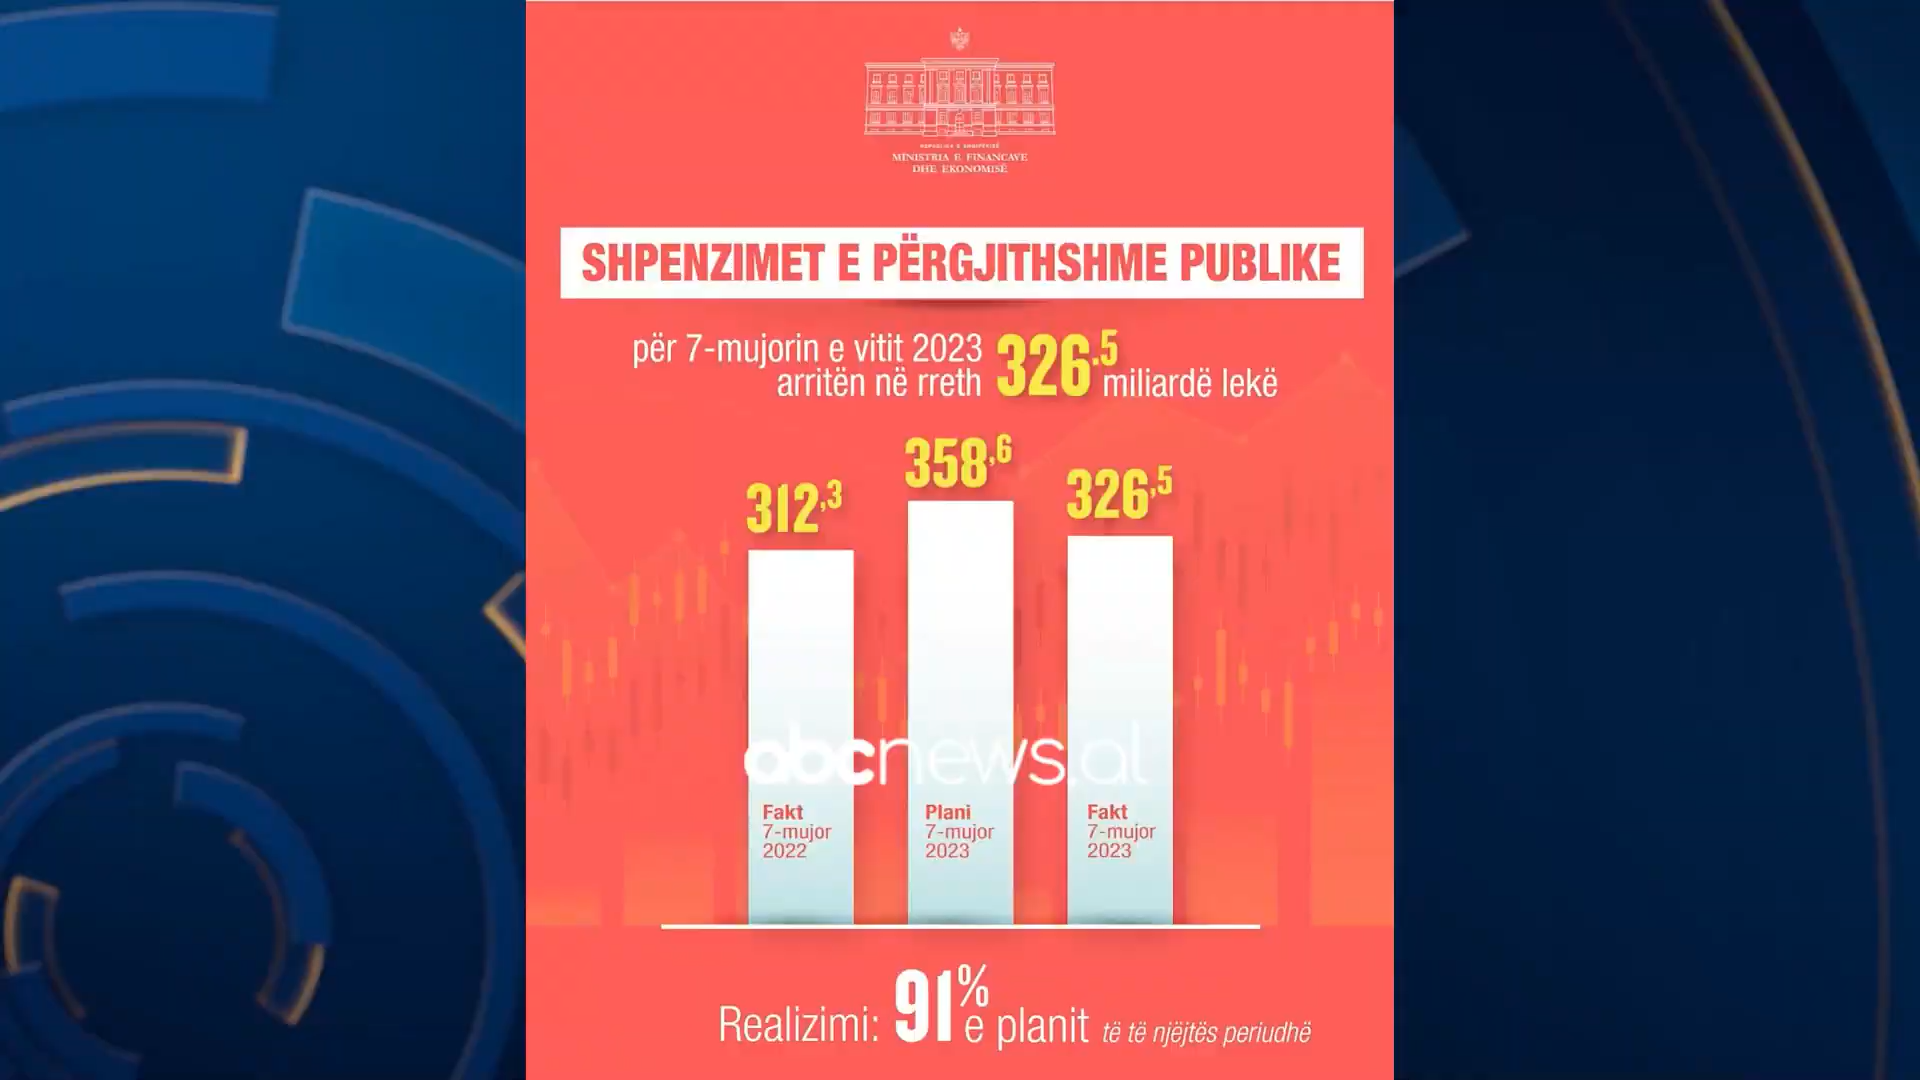 REPUBLIKA E SHQIPËRISË
MINISTRIA E FINANCAVE
DHE EKONOMISË
SHPENZIMET E PËRGJITHSHME PUBLIKE
për 7-mujorin e vitit 2023
arritën në rreth 326.5 miliardë lekë
312,3
358,6
326,5
abcnews.al
Fakt
7-mujor
2022
Plani
7-mujor
2023
Fakt
7-mujor
2023
Realizimi: 91% e planit të të njëjtës periudhë